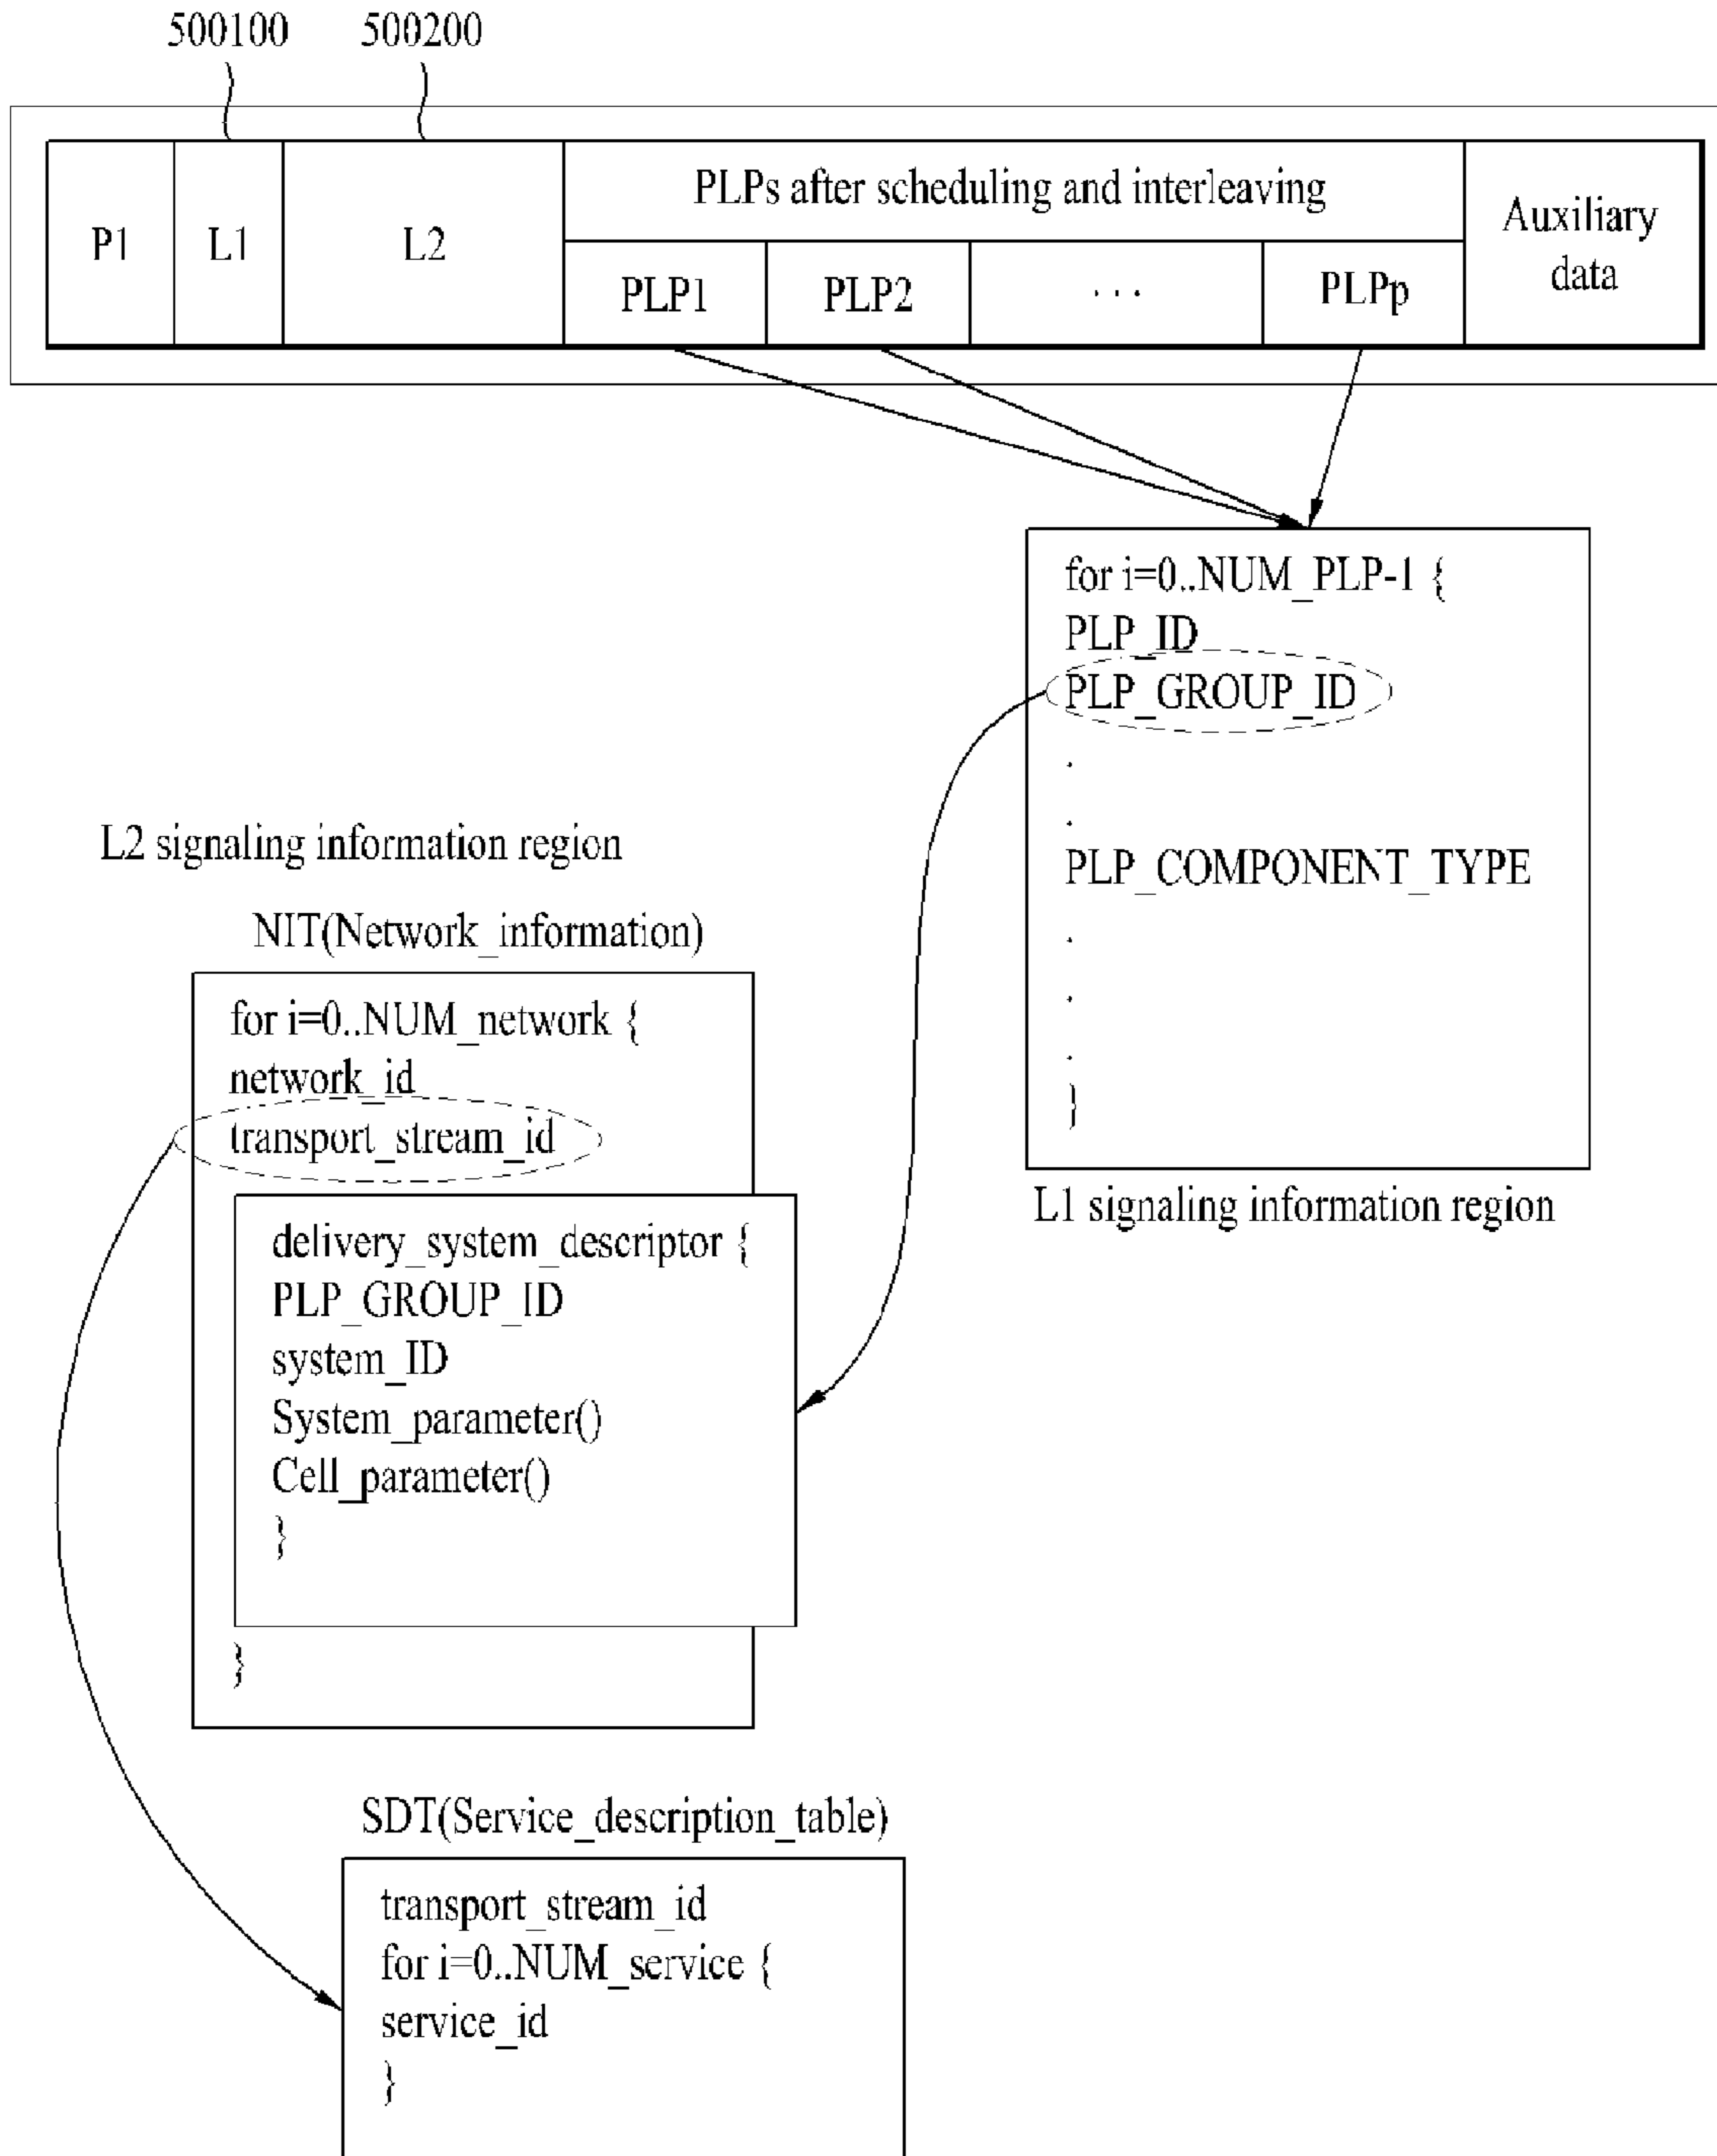 500100
500200
P1
L1
L2
PLPs after scheduling and interleaving
PLP1
PLP2
. . .
PLPp
Auxiliary
data
for i=0..NUM_PLP-1 {
PLP_ID
PLP_GROUP_ID
.
.
PLP_COMPONENT_TYPE
.
.
.
}
L1 signaling information region
L2 signaling information region
NIT(Network_information)
for i=0..NUM_network {
network_id
transport_stream_id
delivery_system_descriptor {
PLP_GROUP_ID
system_ID
System_parameter()
Cell_parameter()
}
}
SDT(Service_description_table)
transport_stream_id
for i=0..NUM_service {
service_id
}